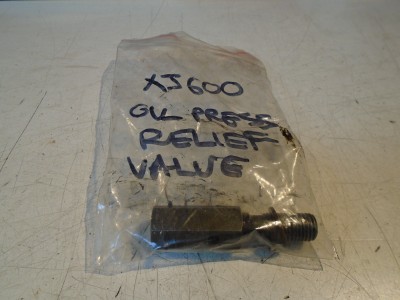 XJ600
OIL PRESS
RELIEF
VALVE